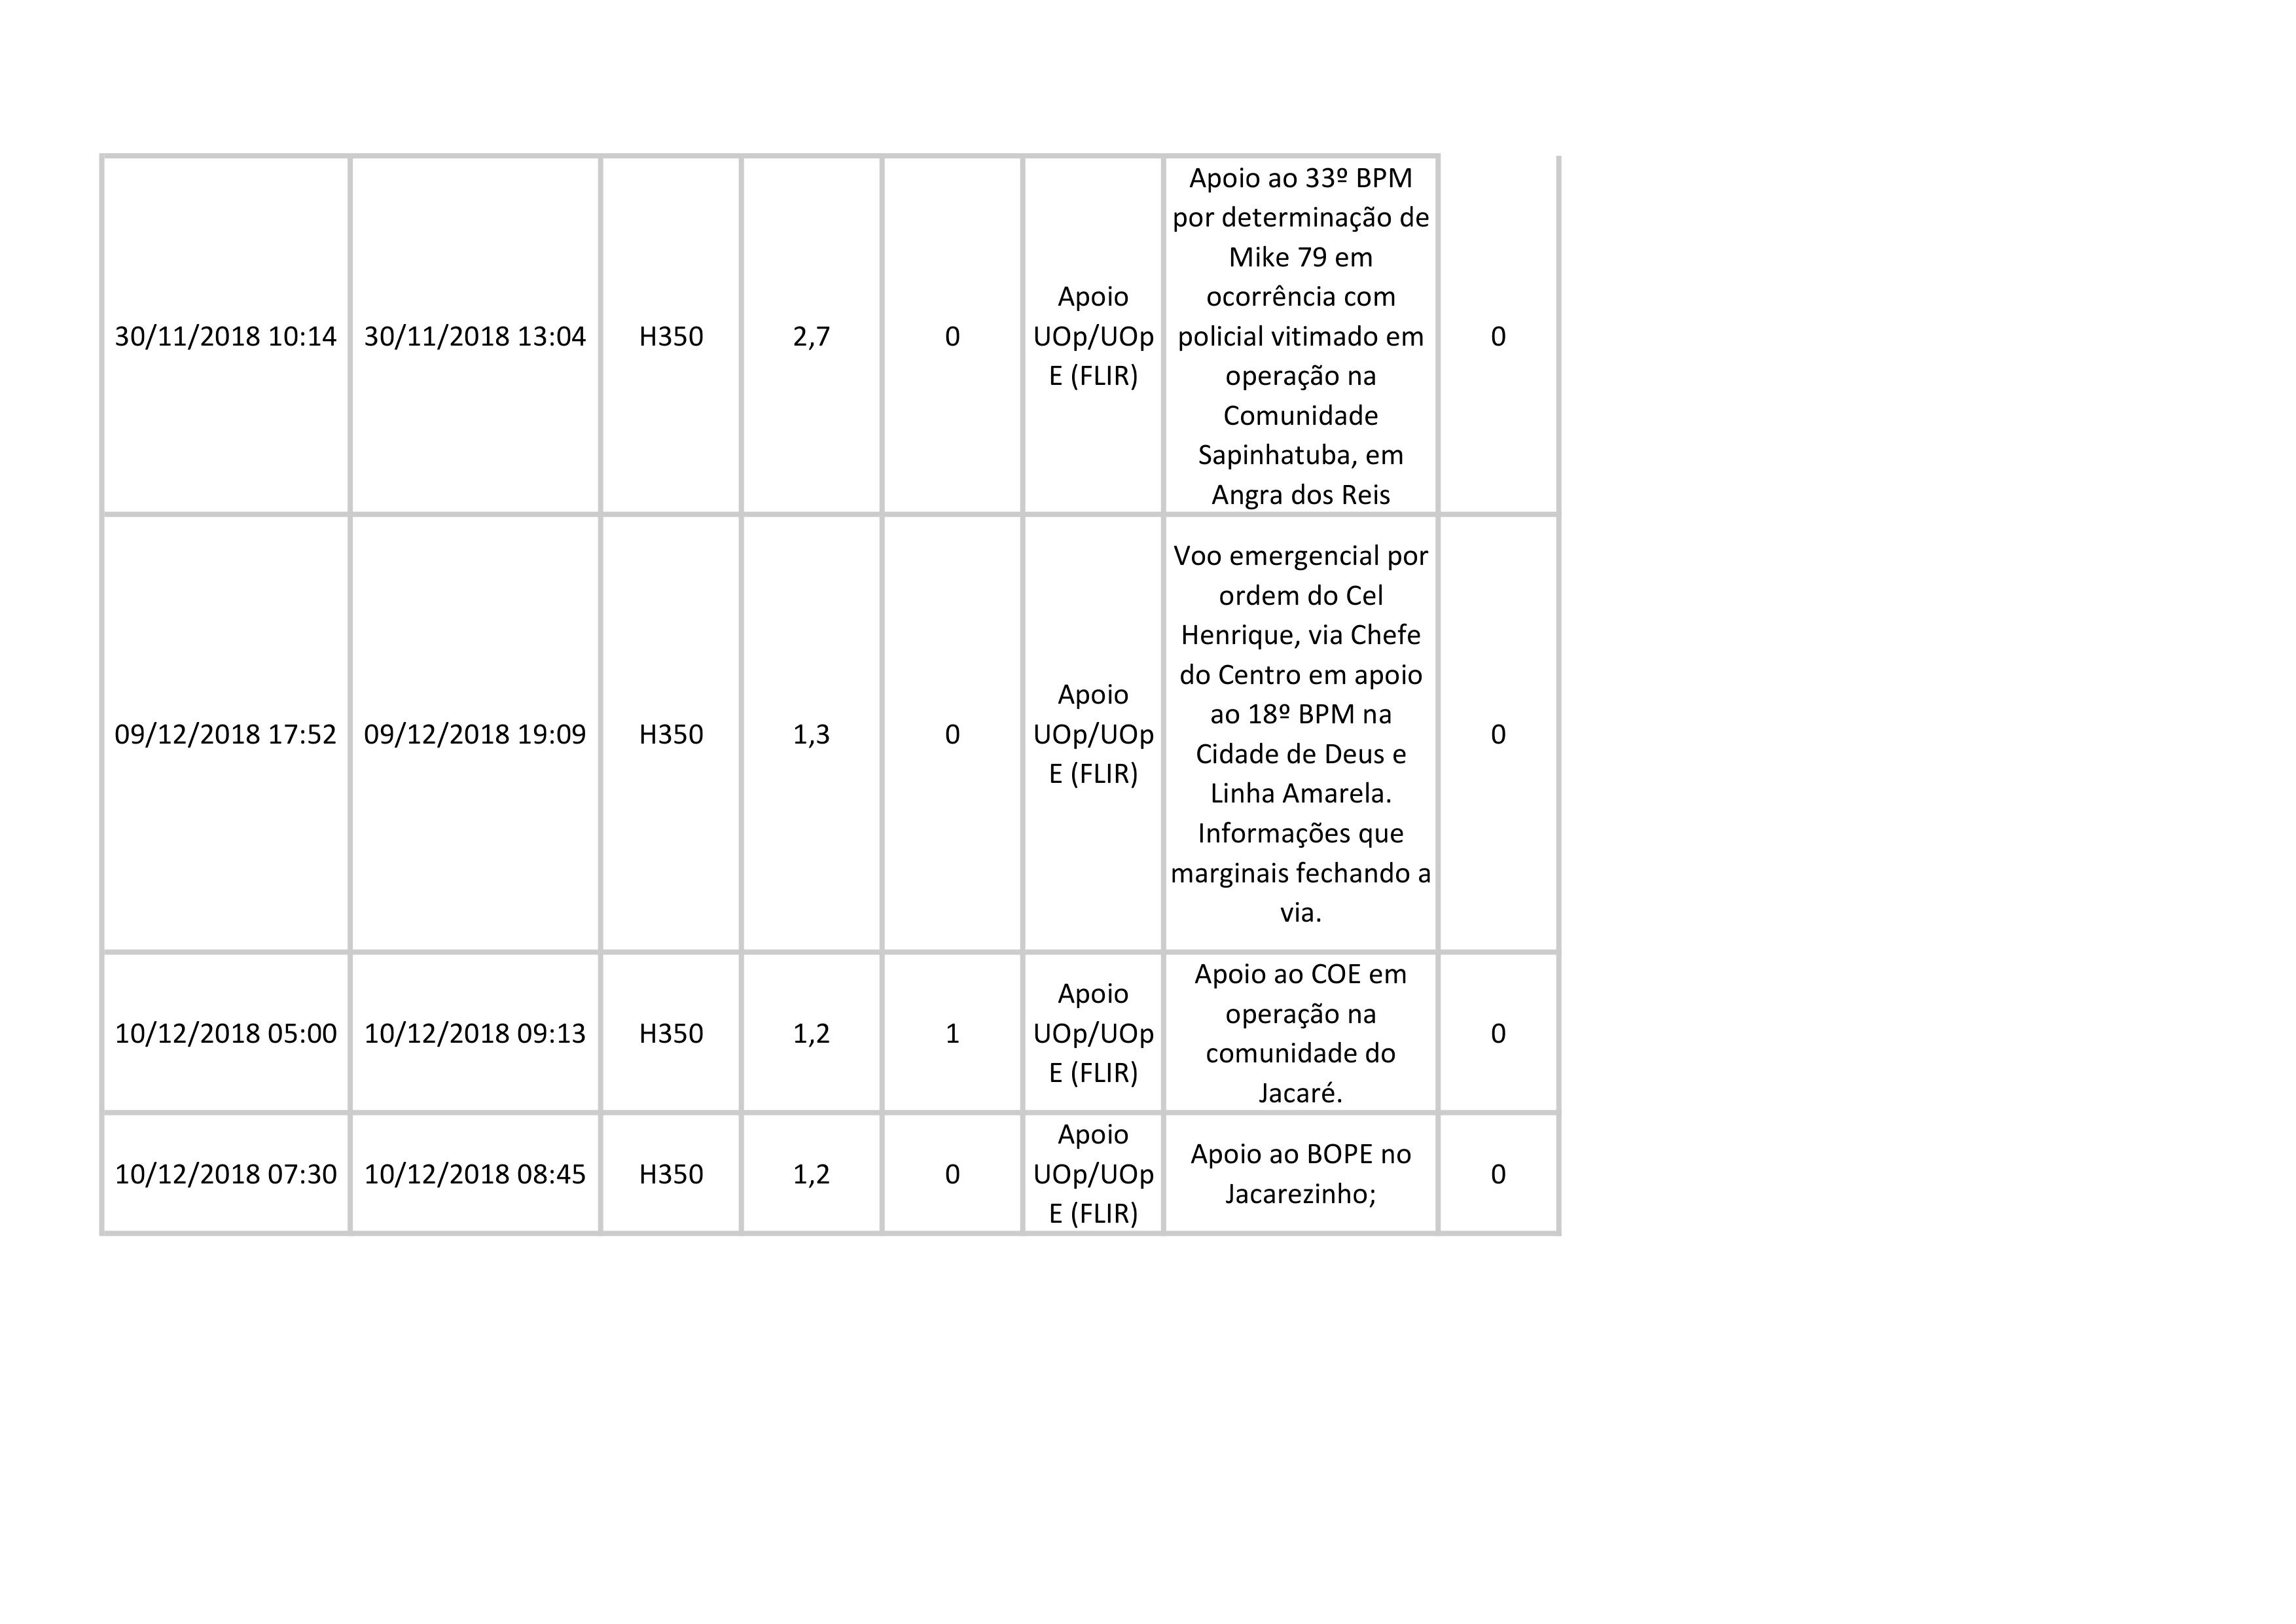 30/11/2018 10:14
30/11/2018 13:04
H350
2,7
0
Apoio
UOp/UOp
E (FLIR)
Apoio ao 33º BPM
por determinação de
Mike 79 em
ocorrência com
policial vitimado em
operação na
Comunidade
Sapinhatuba, em
Angra dos Reis
0
09/12/2018 17:52
09/12/2018 19:09
H350
1,3
0
Apoio
UOp/UOp
E (FLIR)
Voo emergencial por
ordem do Cel
Henrique, via Chefe
do Centro em apoio
ao 18º BPM na
Cidade de Deus e
Linha Amarela.
Informações que
marginais fechando a
via.
0
10/12/2018 05:00
10/12/2018 09:13
H350
1,2
1
Apoio
UOp/UOp
E (FLIR)
Apoio ao COE em
operação na
comunidade do
Jacaré.
0
10/12/2018 07:30
10/12/2018 08:45
H350
1,2
0
Apoio
UOp/UOp
E (FLIR)
Apoio ao BOPE no
Jacarezinho;
0